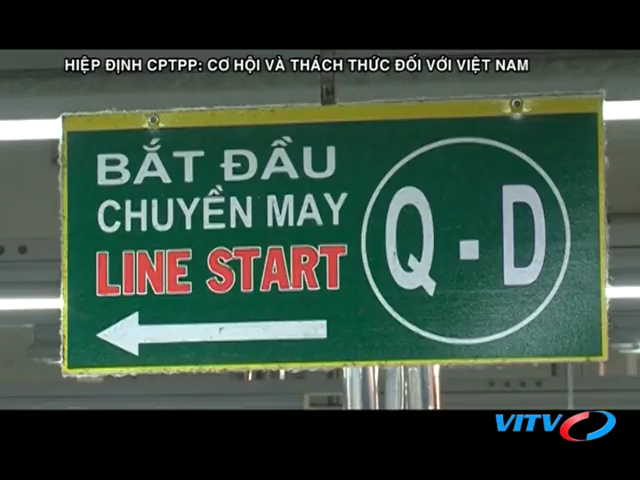 HIỆP ĐỊNH CPTPP: CƠ HỘI VÀ THÁCH THỨC ĐỐI VỚI VIỆT NAM
BẮT ĐẦU
CHUYỀN MAY
LINE START
Q - D
VITV